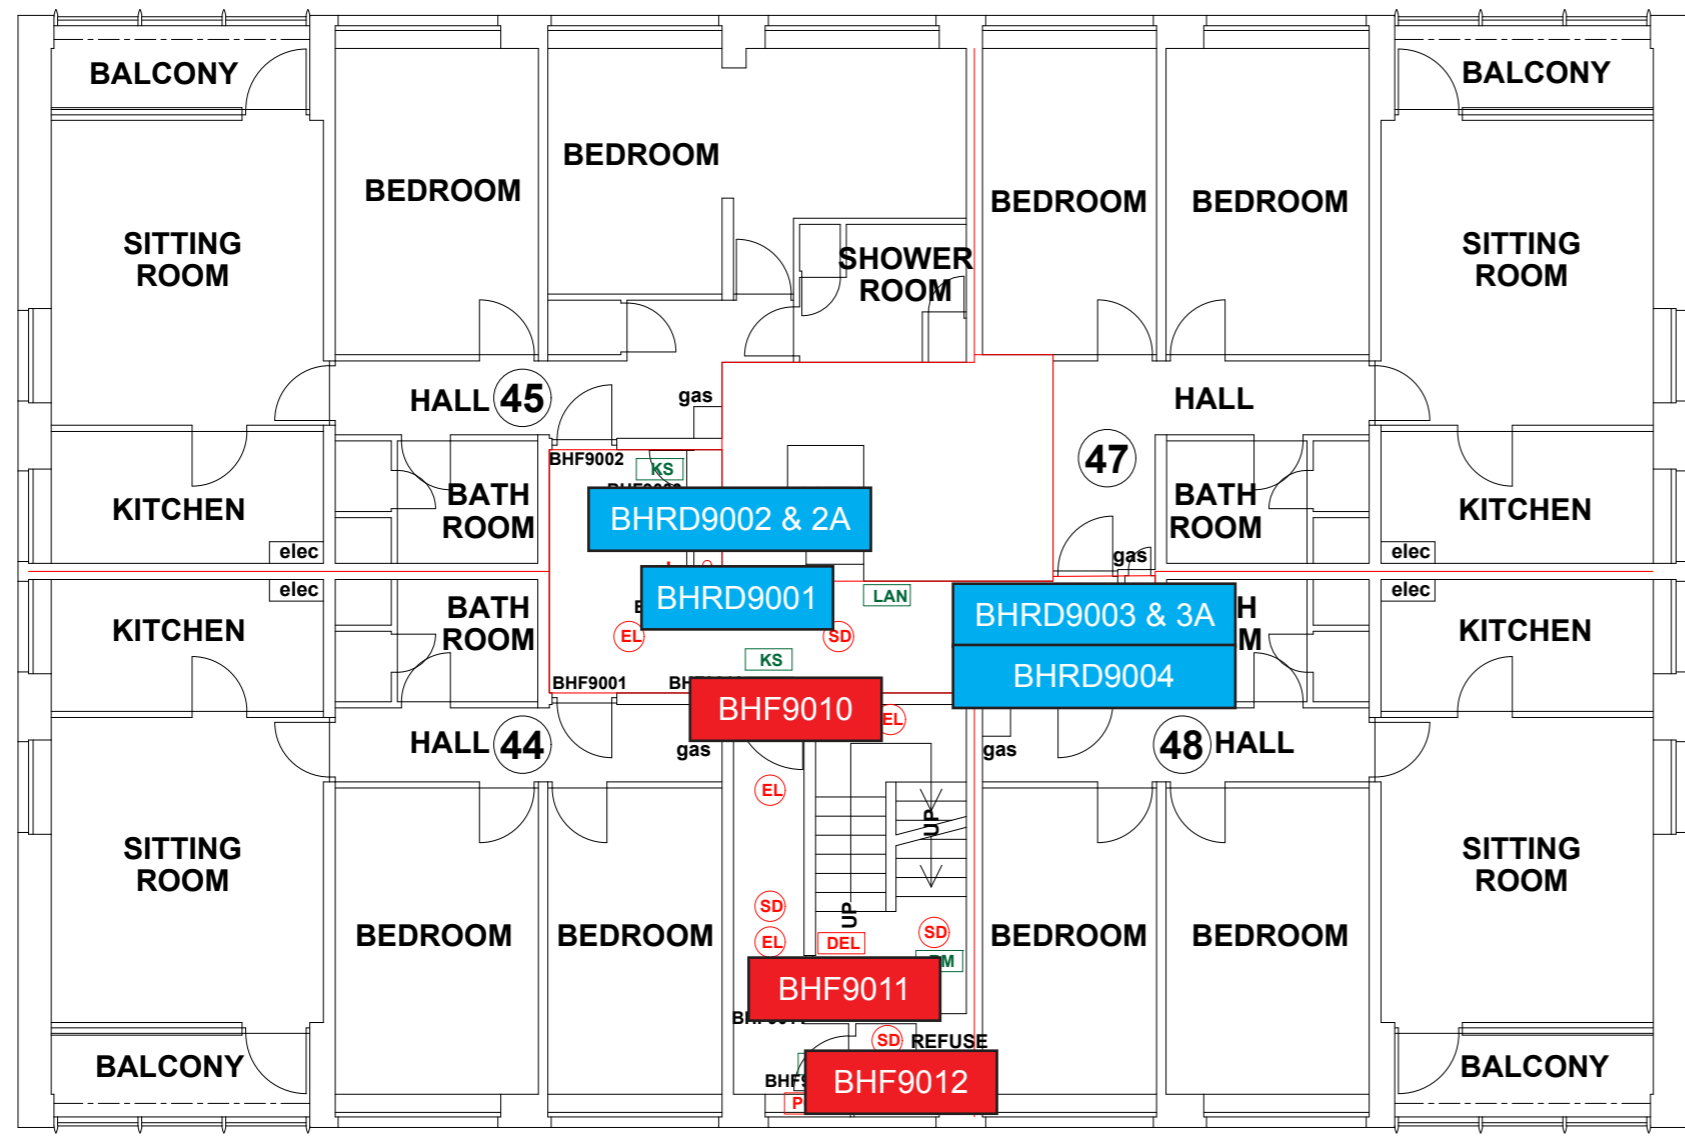 BALCONY
BALCONY
BEDROOM
BEDROOM
BEDROOM
BEDROOM
SITTING
ROOM
SHOWER
ROOM
SITTING
ROOM
HALL 45
gas
HALL
47
BHF9002
KS
KITCHEN
BATH
ROOM
BHRD9002 & 2A
BATH
ROOM
KITCHEN
elec
gas
elec
elec
BHRD9001
LAN
BHRD9003 & 3A
elec
KITCHEN
BATH
ROOM
EL
SD
KITCHEN
KS
BHRD9004
BHF9001
BHF9010
EL
HALL 44
gas
gas
48 HALL
EL
UP
SITTING
ROOM
SITTING
ROOM
SD
UP
BEDROOM
BEDROOM
EL
DEL
SD
BEDROOM
BEDROOM
BHF9011
SD
REFUSE
BALCONY
BALCONY
BHF9012